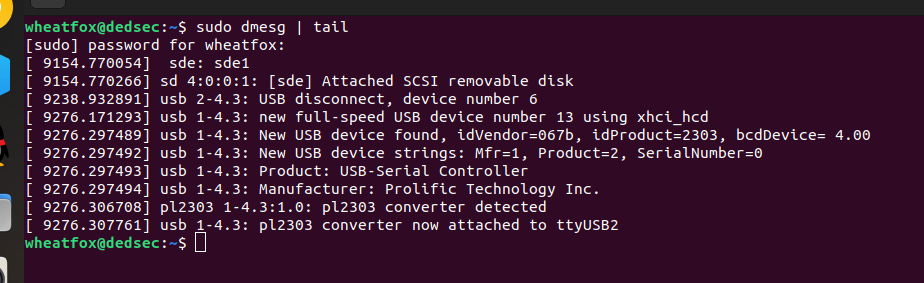 wheatfox@dedsec:~$ sudo dmesg | tail
[sudo] password for wheatfox:
[ 9154.770054]  sde: sde1
[ 9154.770266] sd 4:0:0:1: [sde] Attached SCSI removable disk
[ 9238.932891] usb 2-4.3: USB disconnect, device number 6
[ 9276.171293] usb 1-4.3: new full-speed USB device number 13 using xhci_hcd
[ 9276.297489] usb 1-4.3: New USB device found, idVendor=067b, idProduct=2303, bcdDevice= 4.00
[ 9276.297492] usb 1-4.3: New USB device strings: Mfr=1, Product=2, SerialNumber=0
[ 9276.297493] usb 1-4.3: Product: USB-Serial Controller
[ 9276.297494] usb 1-4.3: Manufacturer: Prolific Technology Inc.
[ 9276.306708] pl2303 1-4.3:1.0: pl2303 converter detected
[ 9276.307761] usb 1-4.3: pl2303 converter now attached to ttyUSB2
wheatfox@dedsec:~$